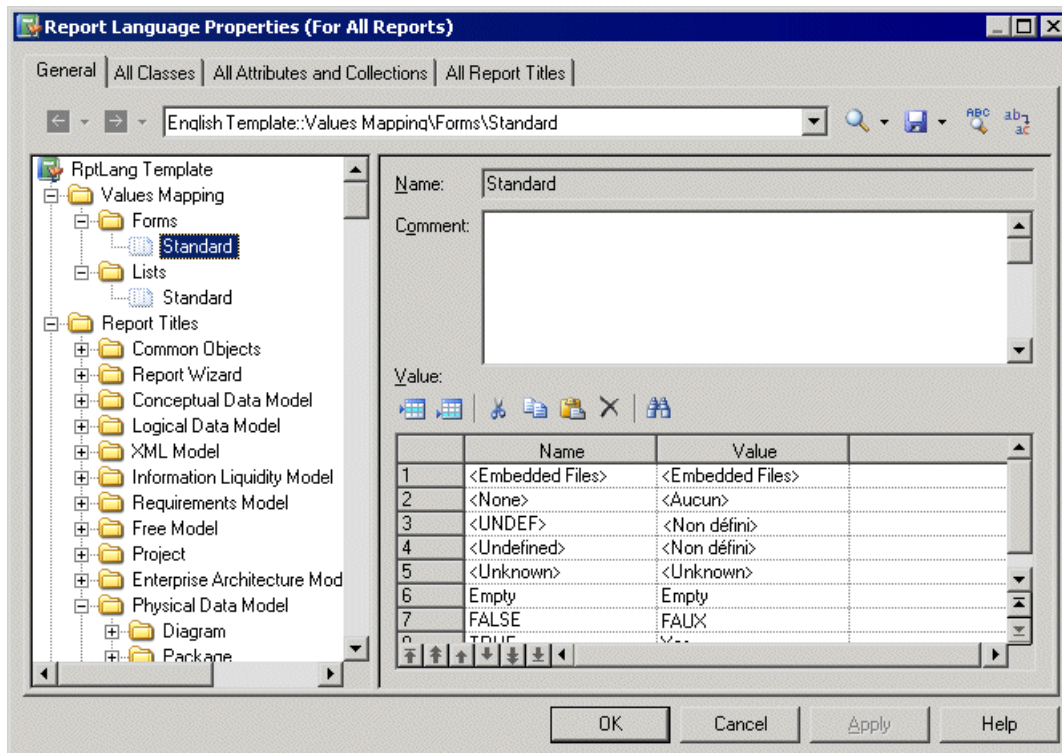 Report Language Properties (For All Reports)
General All Classes All Attributes and Collections All Report Titles
English Template::Values Mapping\Forms\Standard
ABC
ab
ac
RptLang Template
Values Mapping
Forms
Standard
Lists
Standard
Report Titles
Common Objects
Report Wizard
Conceptual Data Model
Logical Data Model
XML Model
Information Liquidity Model
Requirements Model
Free Model
Project
Enterprise Architecture Mod
Physical Data Model
Diagram
Package
Name: Standard
Comment:
Value:
Name Value
1 <Embedded Files> <Embedded Files>
2 <None> <Aucun>
3 <UNDEF> <Non défini>
4 <Undefined> <Non défini>
5 <Unknown> <Unknown>
6 Empty Empty
7 FALSE FAUX
TRUE
OK Cancel Apply Help